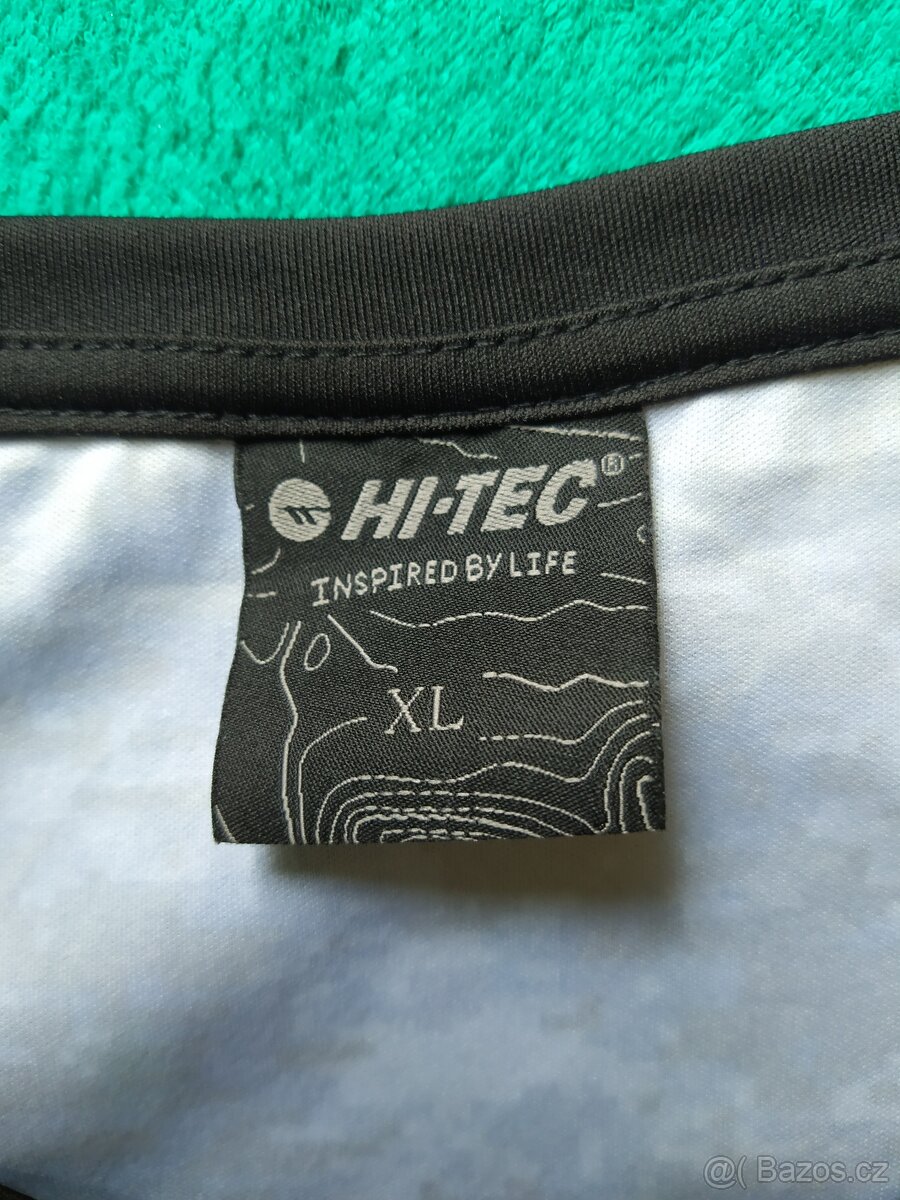 HI-TEC®
INSPIRED BY LIFE
XL
@( Bazos.cz